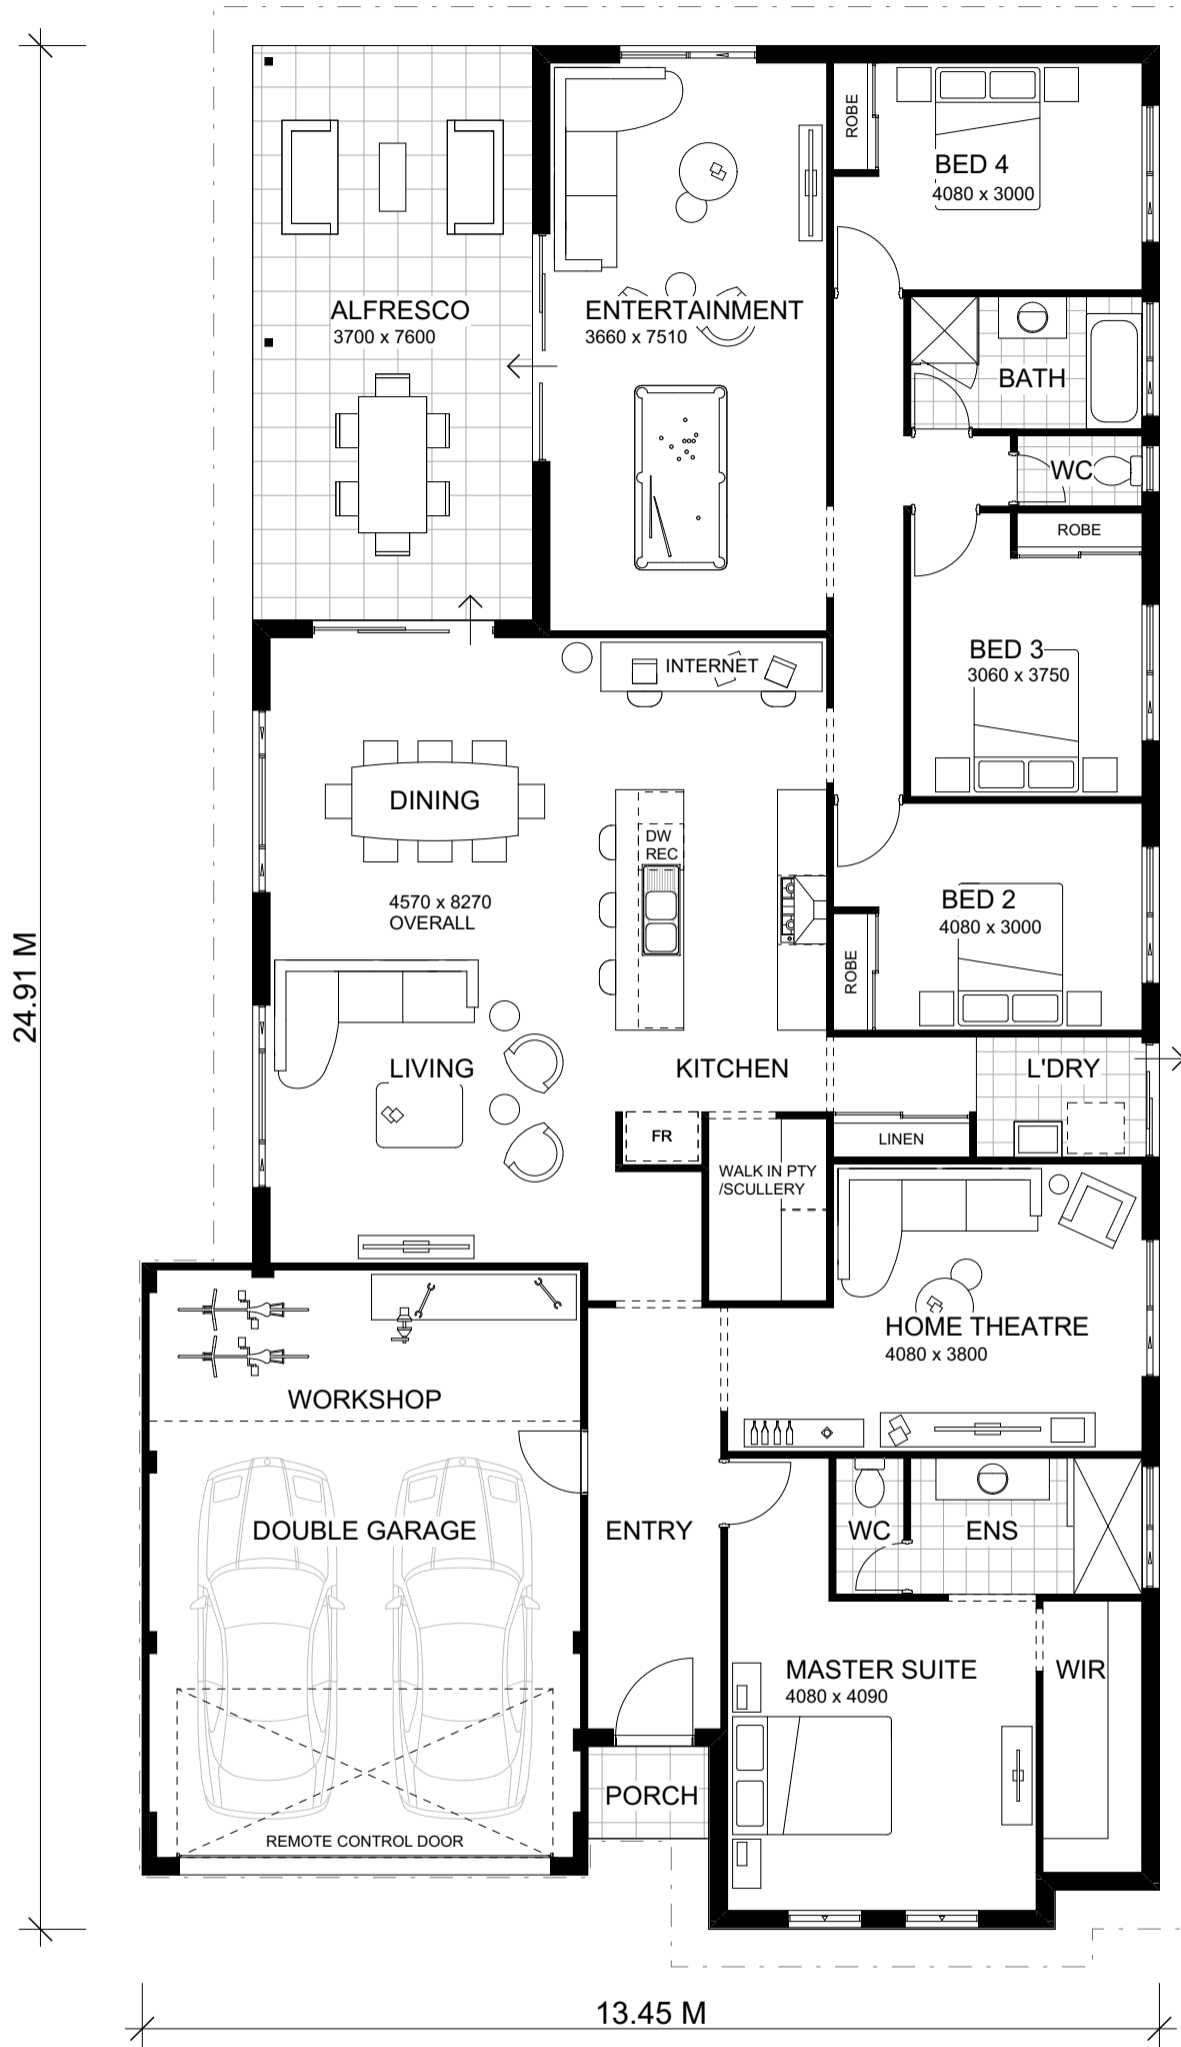 ROBE
BED 4
4080 x 3000
ALFRESCO
3700 x 7600
ENTERTAINMENT
3660 x 7510
BATH
WC
ROBE
BED 3
3060 x 3750
INTERNET
DINING
DW
REC
4570 x 8270
OVERALL
BED 2
4080 x 3000
ROBE
24.91 M
LIVING
KITCHEN
L'DRY
FR
LINEN
WALK IN PTY
/SCULLERY
HOME THEATRE
4080 x 3800
WORKSHOP
DOUBLE GARAGE
ENTRY
WC
ENS
MASTER SUITE
4080 x 4090
WIR
PORCH
REMOTE CONTROL DOOR
13.45 M